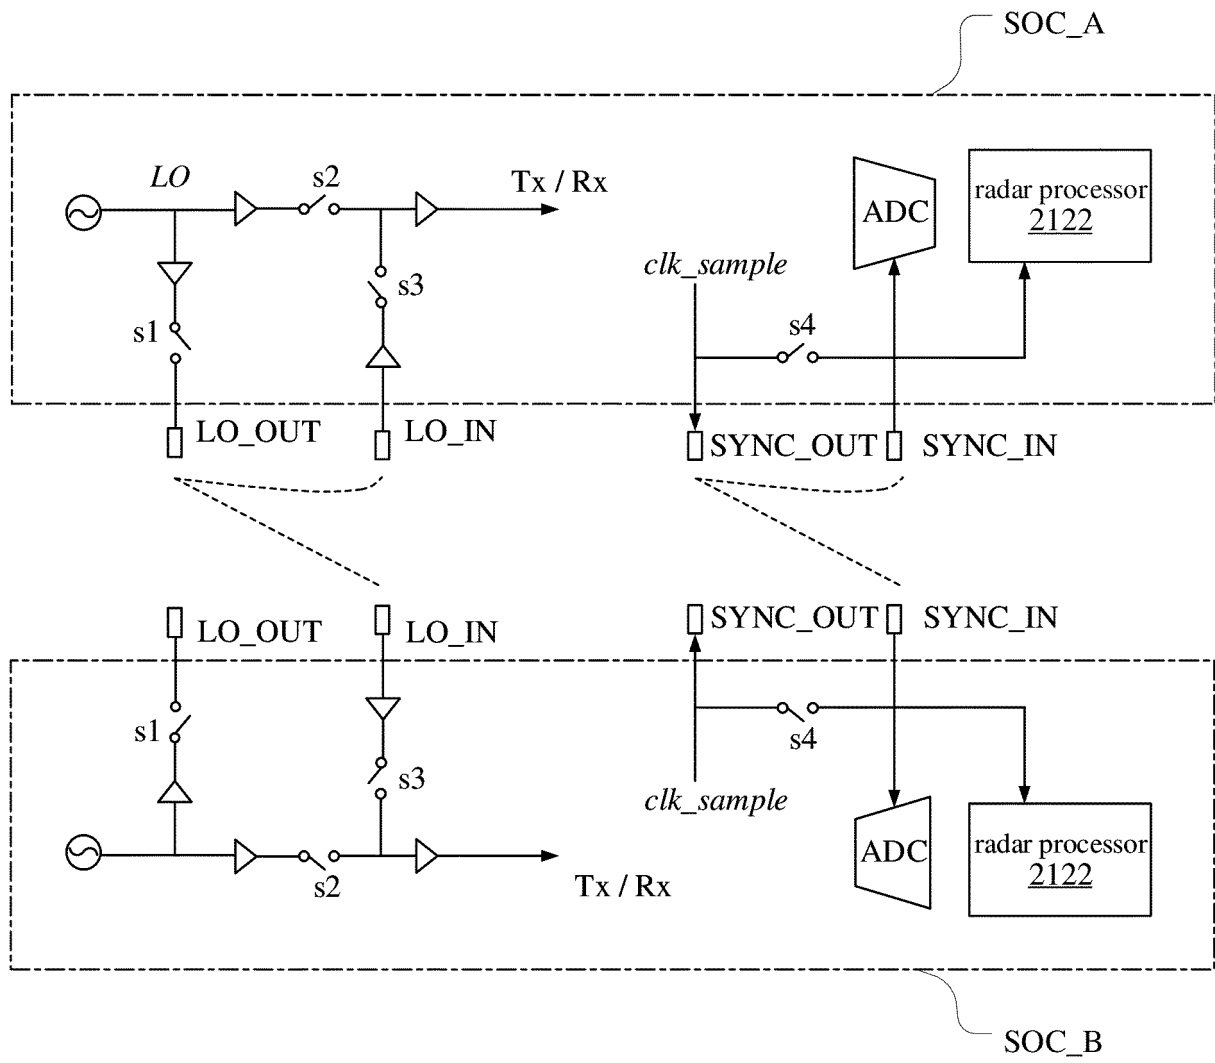 SOC_A
LO
s2
Tx / Rx
ADC
radar processor
2122
s1
s3
clk_sample
s4
LO_OUT
LO_IN
SYNC_OUT
SYNC_IN
LO_OUT
LO_IN
SYNC_OUT
SYNC_IN
s1
s3
s4
clk_sample
s2
Tx / Rx
ADC
radar processor
2122
SOC_B